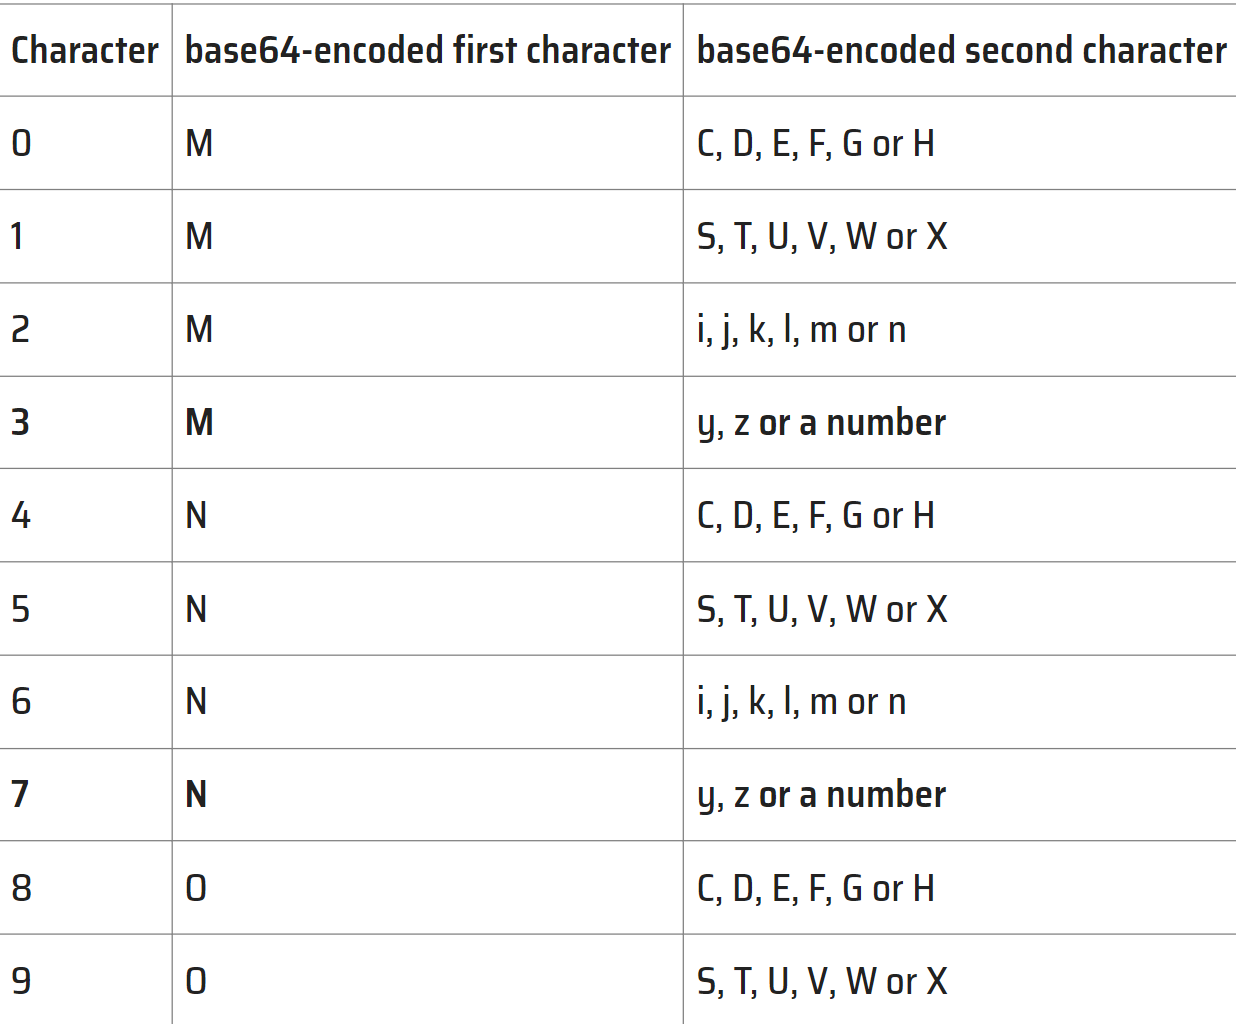 Character base64-encoded first character base64-encoded second character
0 M C, D, E, F, G or H
1 M S, T, U, V, W or X
2 M i, j, k, l, m or n
3 M y, z or a number
4 N C, D, E, F, G or H
5 N S, T, U, V, W or X
6 N i, j, k, l, m or n
7 N y, z or a number
8 O C, D, E, F, G or H
9 O S, T, U, V, W or X